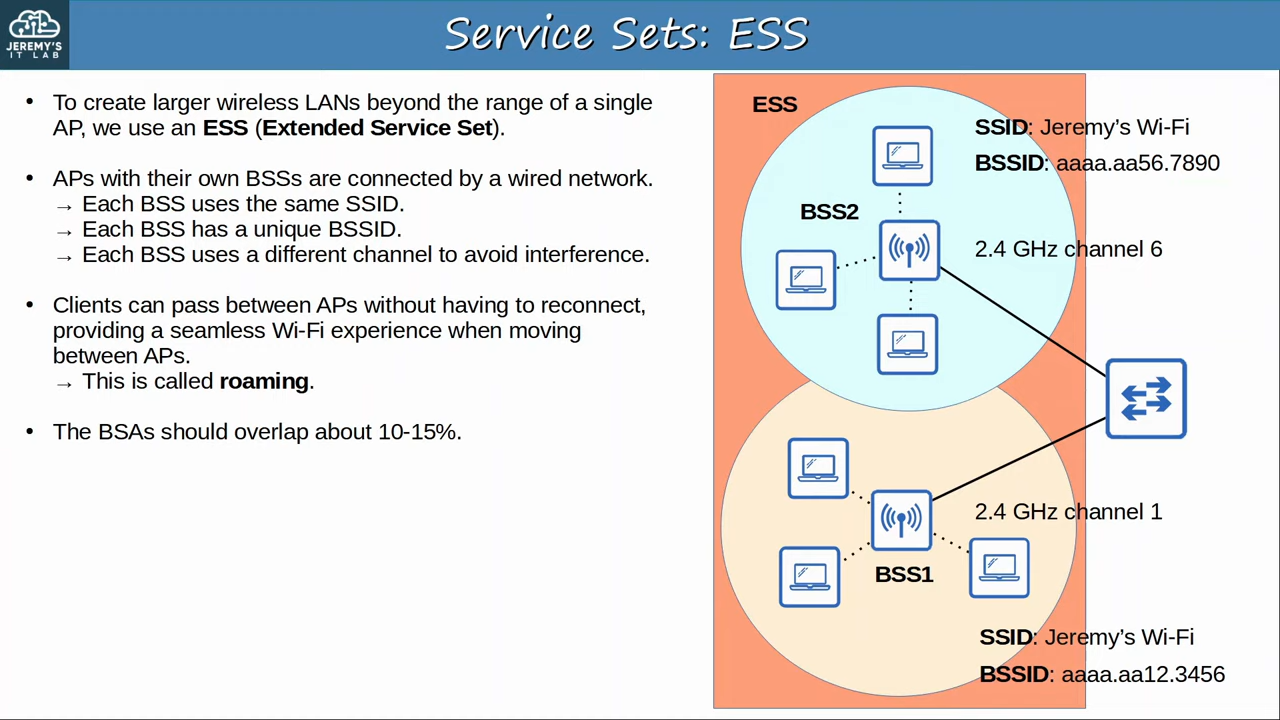 JEREMY'S
IT LAB
Service Sets: ESS
• To create larger wireless LANs beyond the range of a single
AP, we use an ESS (Extended Service Set).
• APs with their own BSSs are connected by a wired network.
→ Each BSS uses the same SSID.
→ Each BSS has a unique BSSID.
→ Each BSS uses a different channel to avoid interference.
• Clients can pass between APs without having to reconnect,
providing a seamless Wi-Fi experience when moving
between APs.
→ This is called roaming.
• The BSAs should overlap about 10-15%.
ESS
SSID: Jeremy's Wi-Fi
BSSID: aaaa.aa56.7890
BSS2
2.4 GHz channel 6
2.4 GHz channel 1
BSS1
SSID: Jeremy's Wi-Fi
BSSID: aaaa.aa12.3456